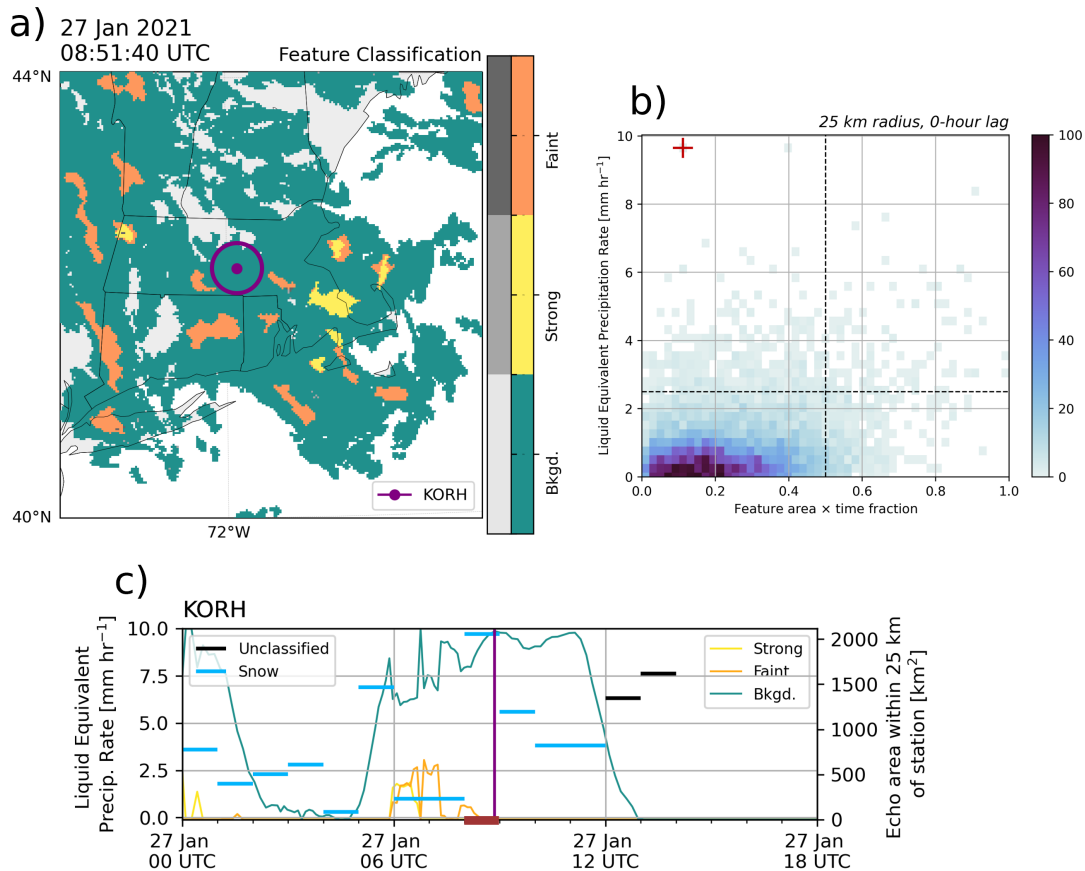 a)
27 Jan 2021
08:51:40 UTC
Feature Classification
44°N
40°N
72°W
KORH
Faint
Strong
Bkgd.
b)
25 km radius, 0-hour lag
Liquid Equivalent Precipitation Rate [mm hr⁻¹]
10
8
6
4
2
0
0.0 0.2 0.4 0.6 0.8 1.0
Feature area × time fraction
100
80
60
40
20
0
c)
KORH
Liquid Equivalent
Precip. Rate [mm hr⁻¹]
10.0
7.5
5.0
2.5
0.0
Unclassified
Snow
Strong
Faint
Bkgd.
2000
1500
1000
500
0
Echo area within 25 km
of station [km²]
27 Jan 27 Jan 27 Jan 27 Jan
00 UTC 06 UTC 12 UTC 18 UTC